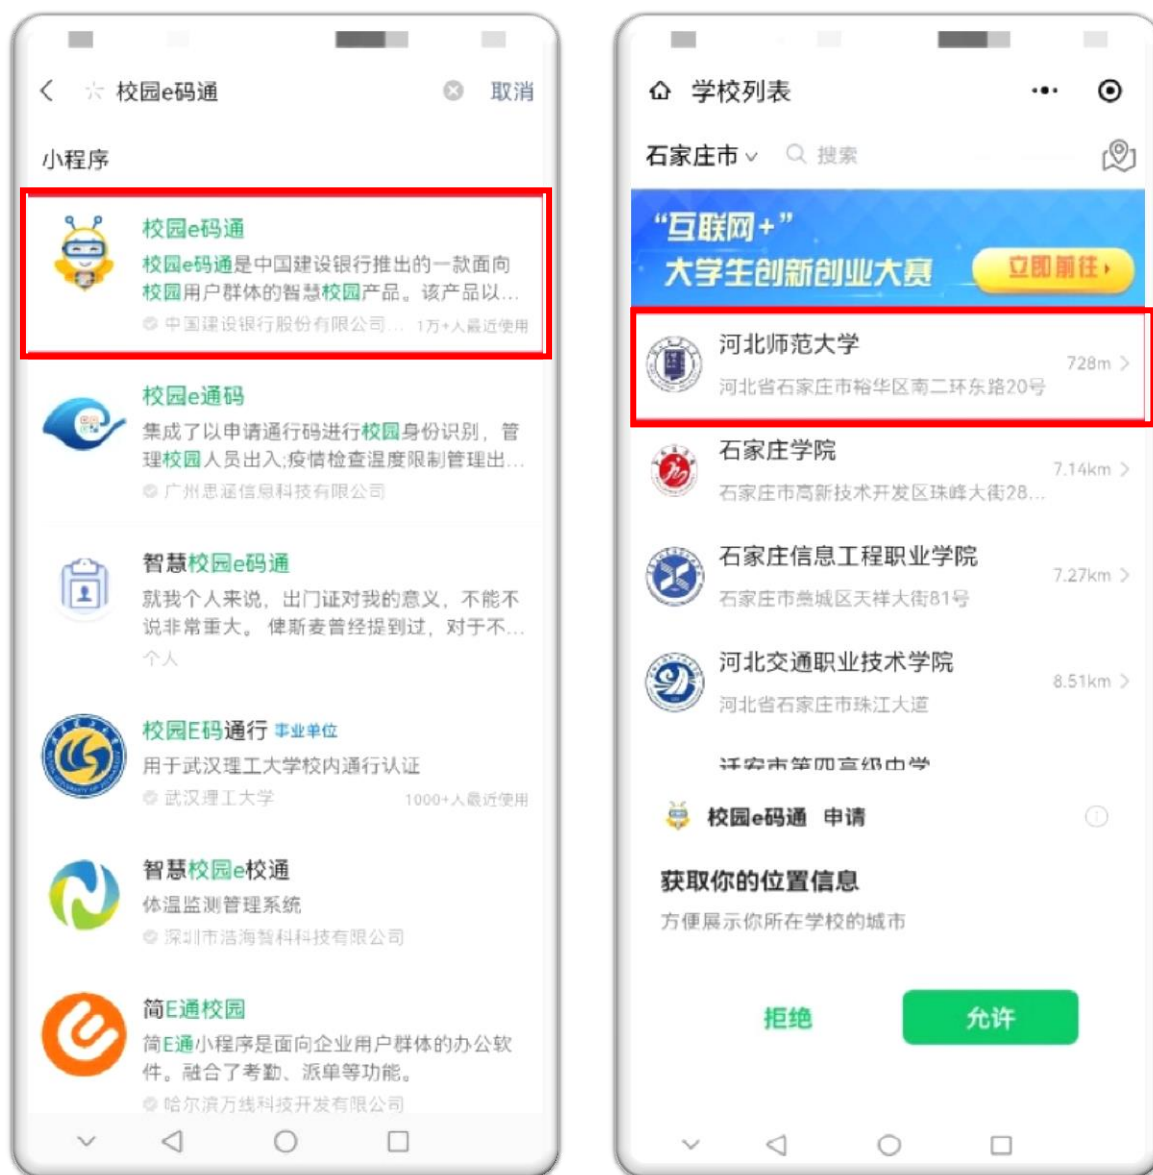 校园e码通
取消
小程序
校园e码通
校园e码通是中国建设银行推出的一款面向
校园用户群体的智慧校园产品。该产品以...
中国建设银行股份有限公司... 1万+人最近使用
校园e通码
集成了以申请通行码进行校园身份识别，管
理校园人员出入;疫情检查温度限制管理出...
广州思涵信息科技有限公司
智慧校园e码通
就我个人来说，出门证对我的意义，不能不
说非常重大。 俾斯麦曾经提到过，对于不...
个人
校园E码通行 事业单位
用于武汉理工大学校内通行认证
武汉理工大学 1000+人最近使用
智慧校园e校通
体温监测管理系统
深圳市浩海智科科技有限公司
简E通校园
简E通小程序是面向企业用户群体的办公软
件。融合了考勤、派单等功能。
哈尔滨万线科技开发有限公司
学校列表
石家庄市 搜索
“互联网+”
大学生创新创业大赛 立即前往
河北师范大学
728m
河北省石家庄市裕华区南二环东路20号
石家庄学院
7.14km
石家庄市高新技术开发区珠峰大街28...
石家庄信息工程职业学院
7.27km
石家庄市藁城区天祥大街81号
河北交通职业技术学院
8.51km
河北省石家庄市珠江大道
迁安市第四高级中学
校园e码通 申请
获取你的位置信息
方便展示你所在学校的城市
拒绝 允许